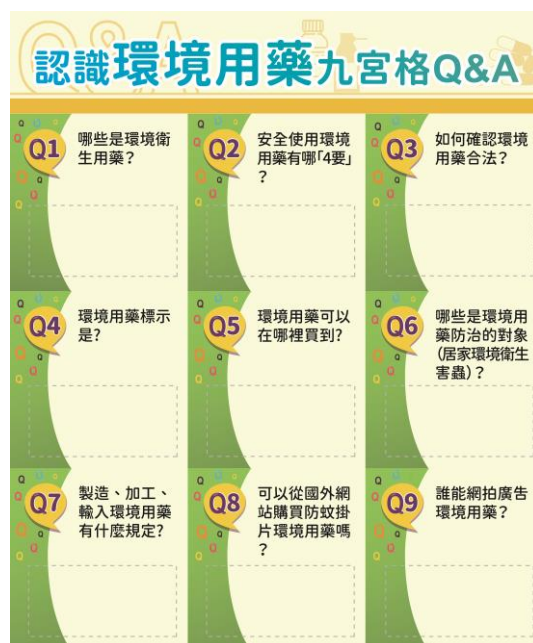 認識環境用藥九宮格Q&A
Q1
哪些是環境衛
生用藥？
Q2
安全使用環境
用藥有哪「4要」
？
Q3
如何確認環境
用藥合法？
Q4
環境用藥標示
是?
Q5
環境用藥可以
在哪裡買到?
Q6
哪些是環境用
藥防治的對象
(居家環境衛生
害蟲)？
Q7
製造、加工、
輸入環境用藥
有什麼規定?
Q8
可以從國外網
站購買防蚊掛
片環境用藥嗎
？
Q9
誰能網拍廣告
環境用藥？